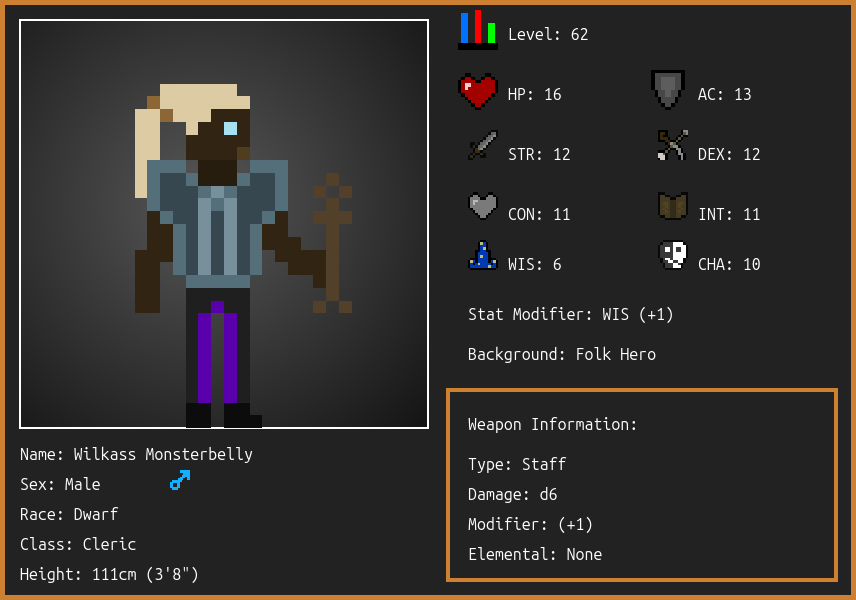 Level: 62
HP: 16
AC: 13
STR: 12
DEX: 12
CON: 11
INT: 11
WIS: 6
CHA: 10
Stat Modifier: WIS (+1)
Background: Folk Hero
Weapon Information:
Type: Staff
Damage: d6
Modifier: (+1)
Elemental: None
Name: Wilkass Monsterbelly
Sex: Male
Race: Dwarf
Class: Cleric
Height: 111cm (3'8")